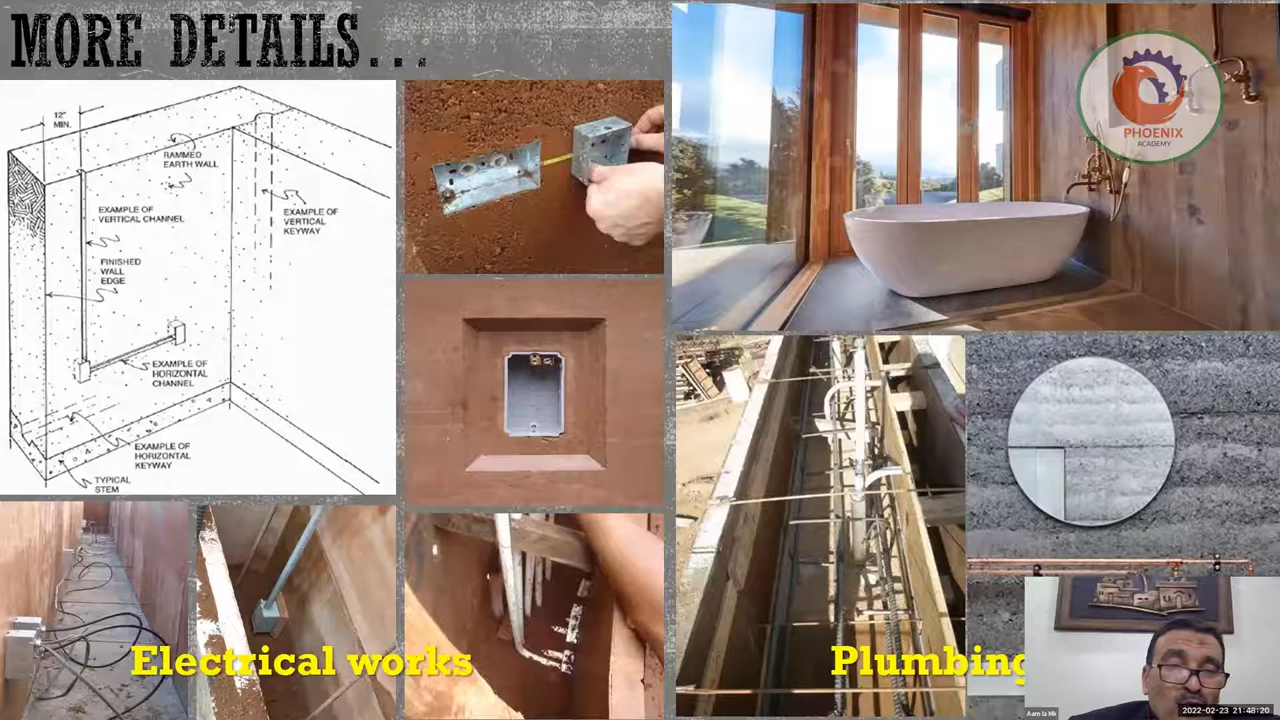 MORE DETAILS...
12"
MIN.
RAMMED
EARTH WALL
EXAMPLE OF
VERTICAL CHANNEL
EXAMPLE OF
VERTICAL
KEYWAY
FINISHED
WALL
EDGE
EXAMPLE OF
HORIZONTAL
CHANNEL
EXAMPLE OF
HORIZONTAL
KEYWAY
TYPICAL
STEM
PHOENIX
ACADEMY
Electrical works
Plumbing
2022-02-23 21:48:20